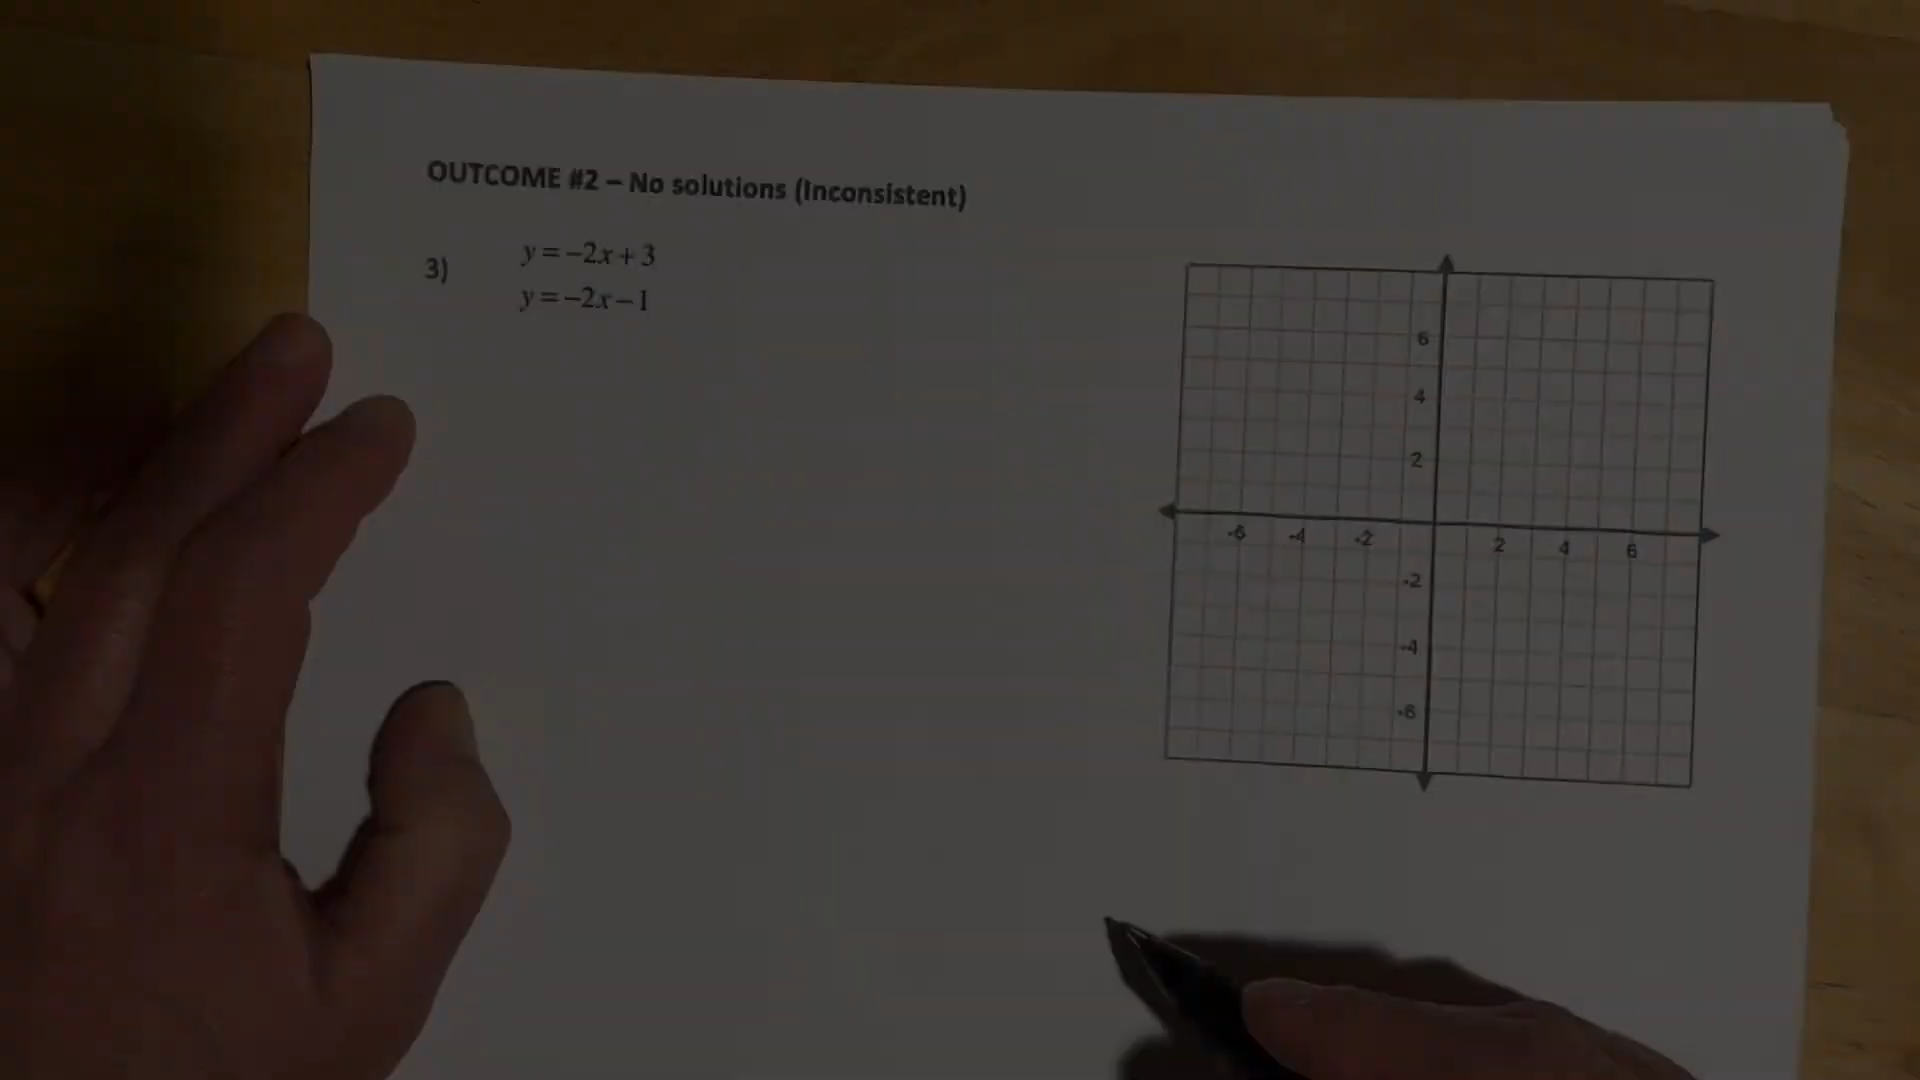 OUTCOME #2 – No solutions (Inconsistent)
3)
y = −2x + 3
y = −2x − 1
6
4
2
-6 -4 -2 2 4 6
-2
-4
-6